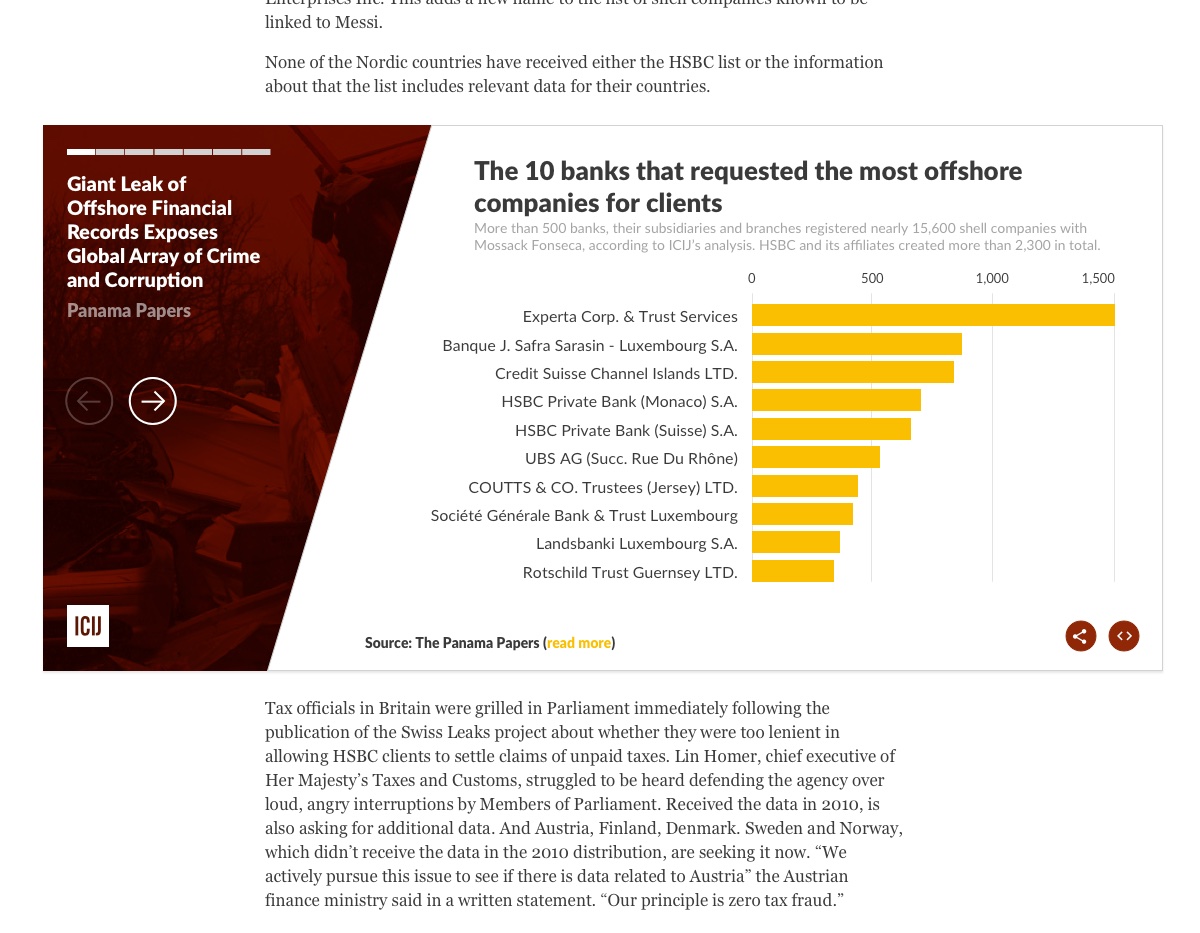 Enterprises Inc. This adds a new name to the list of shell companies known to be
linked to Messi.
None of the Nordic countries have received either the HSBC list or the information
about that the list includes relevant data for their countries.
Giant Leak of
Offshore Financial
Records Exposes
Global Array of Crime
and Corruption
Panama Papers
ICIJ
The 10 banks that requested the most offshore
companies for clients
More than 500 banks, their subsidiaries and branches registered nearly 15,600 shell companies with
Mossack Fonseca, according to ICIJ's analysis. HSBC and its affiliates created more than 2,300 in total.
0 500 1,000 1,500
Experta Corp. & Trust Services
Banque J. Safra Sarasin - Luxembourg S.A.
Credit Suisse Channel Islands LTD.
HSBC Private Bank (Monaco) S.A.
HSBC Private Bank (Suisse) S.A.
UBS AG (Succ. Rue Du Rhône)
COUTTS & CO. Trustees (Jersey) LTD.
Société Générale Bank & Trust Luxembourg
Landsbanki Luxembourg S.A.
Rotschild Trust Guernsey LTD.
Source: The Panama Papers (read more)
Tax officials in Britain were grilled in Parliament immediately following the
publication of the Swiss Leaks project about whether they were too lenient in
allowing HSBC clients to settle claims of unpaid taxes. Lin Homer, chief executive of
Her Majesty's Taxes and Customs, struggled to be heard defending the agency over
loud, angry interruptions by Members of Parliament. Received the data in 2010, is
also asking for additional data. And Austria, Finland, Denmark. Sweden and Norway,
which didn't receive the data in the 2010 distribution, are seeking it now. “We
actively pursue this issue to see if there is data related to Austria” the Austrian
finance ministry said in a written statement. “Our principle is zero tax fraud.”